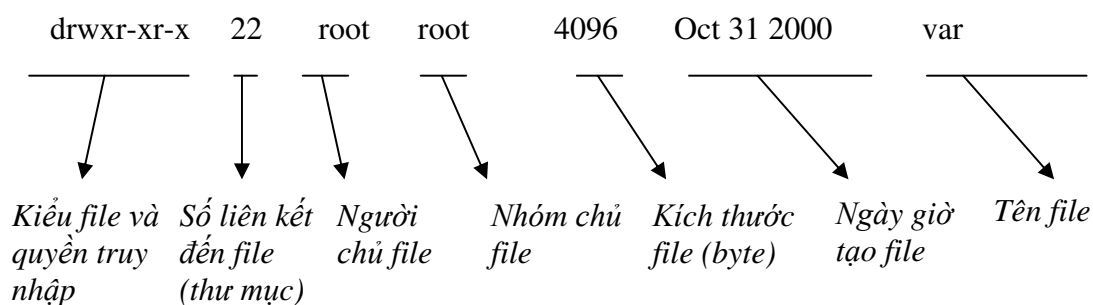 drwxr-xr-x 22 root root 4096 Oct 31 2000 var
Kiểu file và quyền truy nhập
Số liên kết đến file (thư mục)
Người chủ file
Nhóm chủ file
Kích thước file (byte)
Ngày giờ tạo file
Tên file